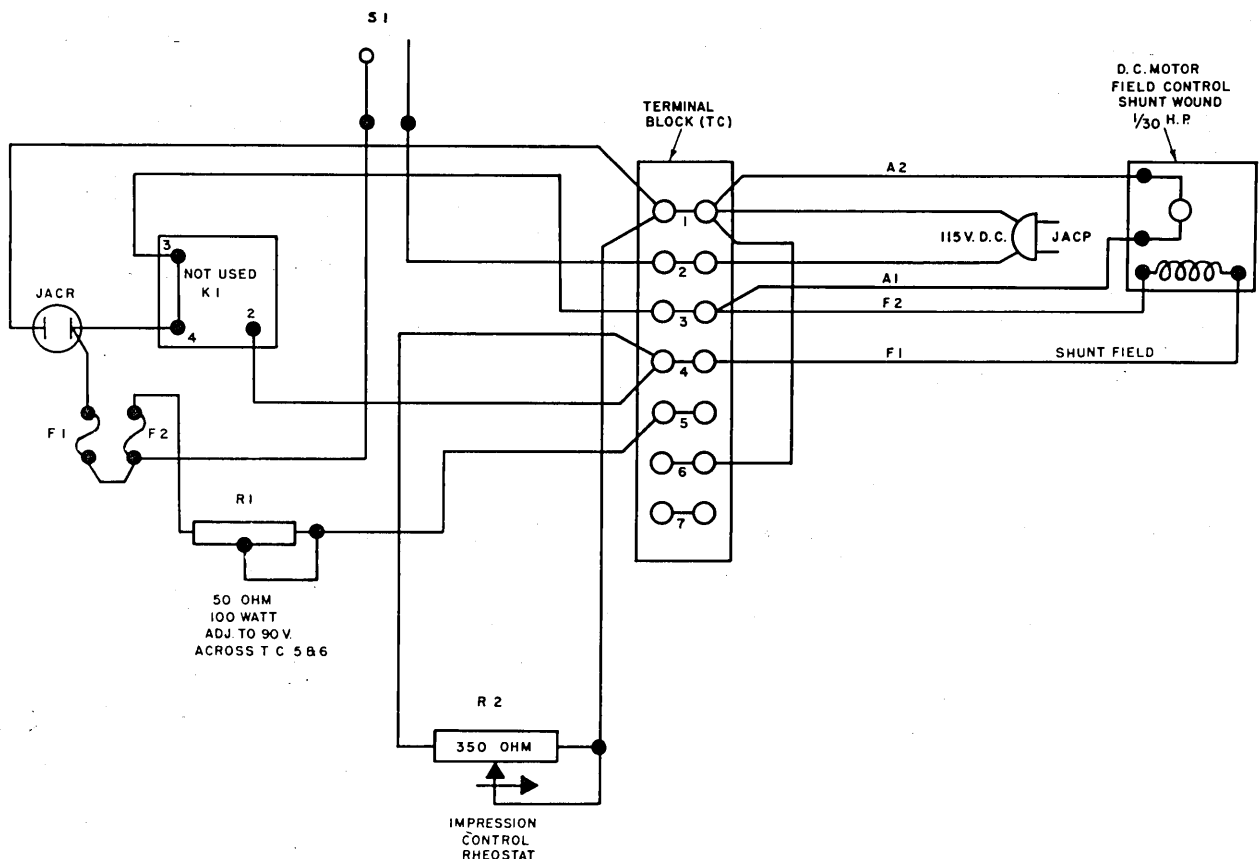 S1
D.C. MOTOR
FIELD CONTROL
SHUNT WOUND
1/30 H.P.
TERMINAL
BLOCK (TC)
A2
1
115 V. D.C.
JACP
3
NOT USED
K1
2
4
JACR
2
A1
3
F2
4
F1
SHUNT FIELD
5
F1
F2
6
R1
7
50 OHM
100 WATT
ADJ. TO 90 V.
ACROSS T C 5 & 6
R2
350 OHM
IMPRESSION
CONTROL
RHEOSTAT